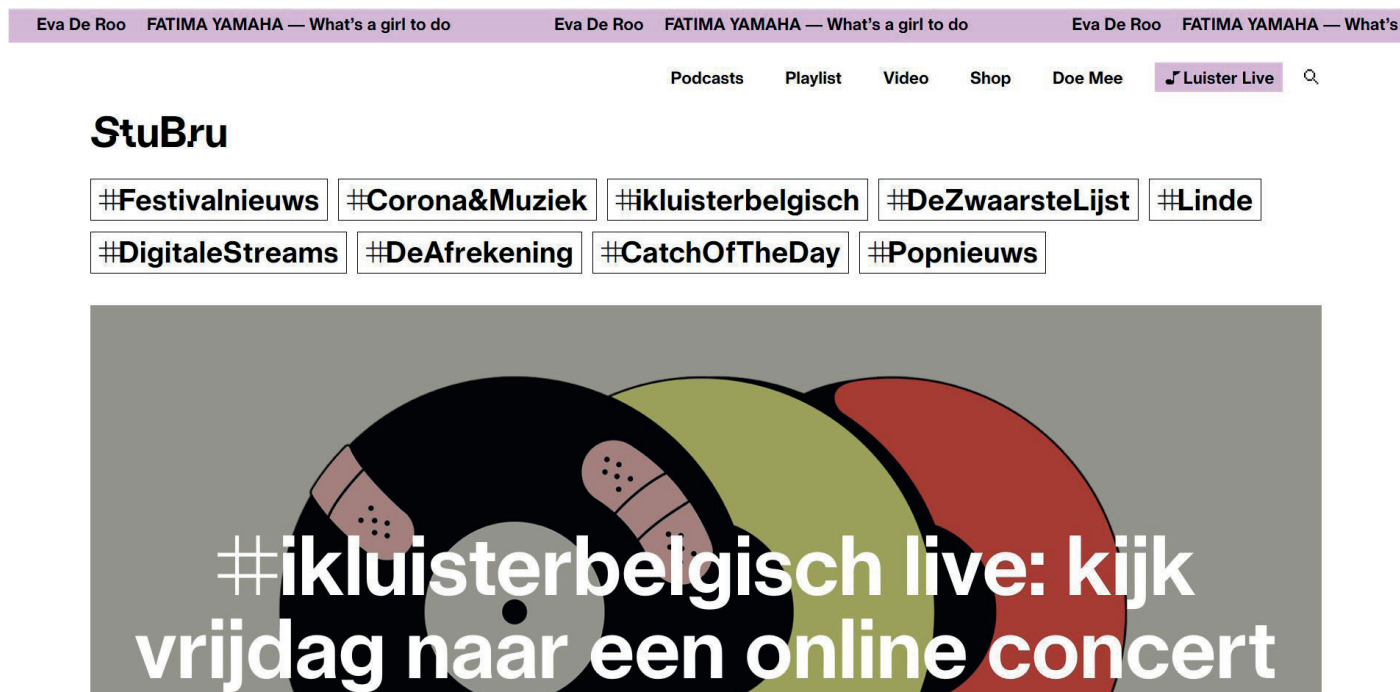 Eva De Roo FATIMA YAMAHA — What's a girl to do Eva De Roo FATIMA YAMAHA — What's a girl to do Eva De Roo FATIMA YAMAHA — What's
Podcasts Playlist Video Shop Doe Mee Luister Live
StuBru
#Festivalnieuws #Corona&Muziek #ikluisterbelgisch #DeZwaarsteLijst #Linde
#DigitaleStreams #DeAfrekening #CatchOfTheDay #Popnieuws
#ikluisterbelgisch live: kijk
vrijdag naar een online concert